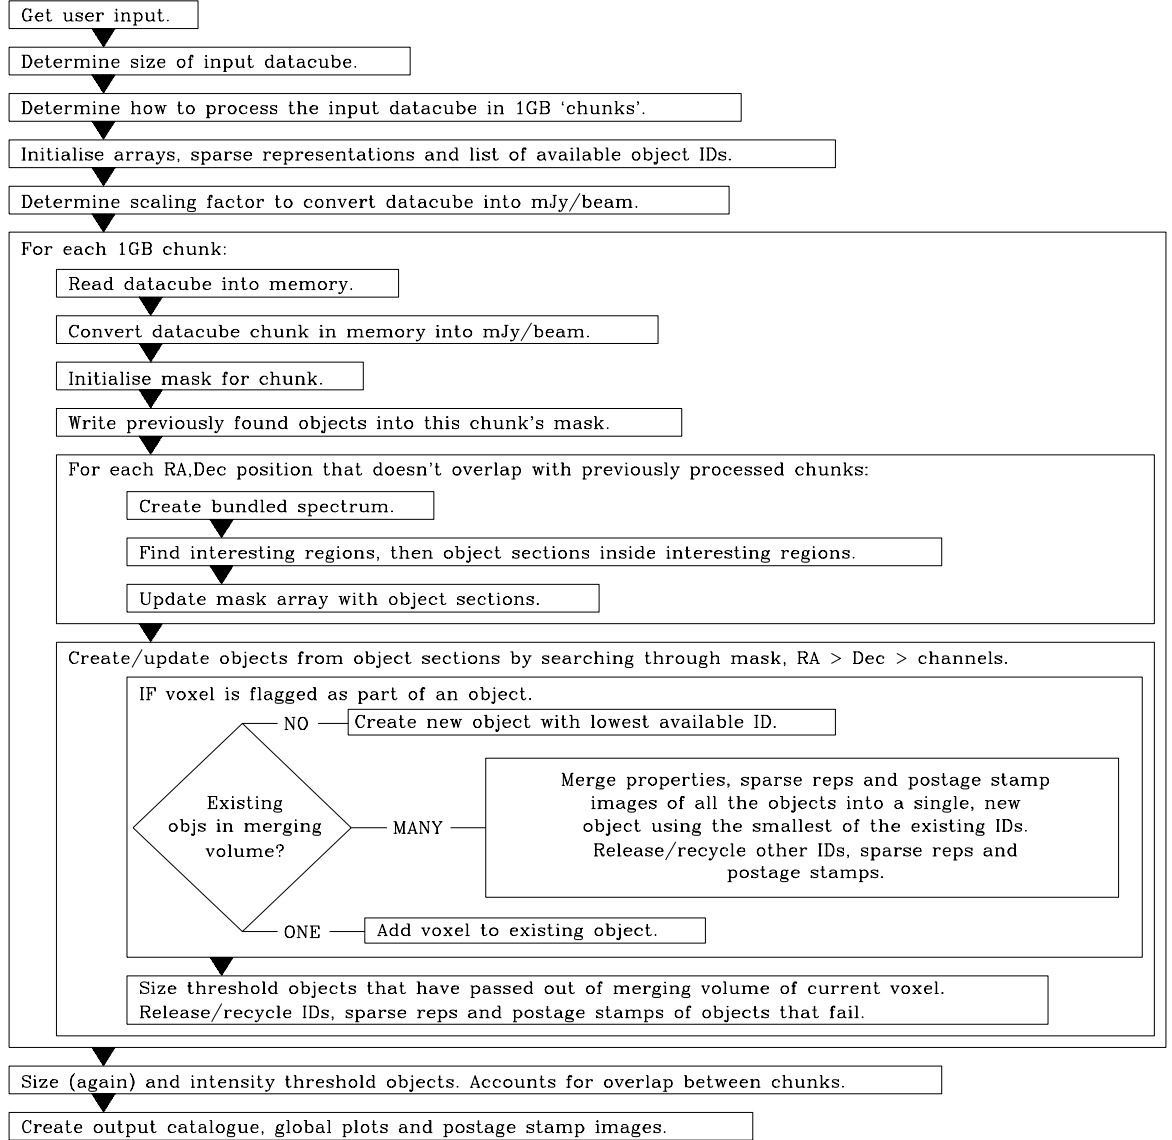 Get user input.
Determine size of input datacube.
Determine how to process the input datacube in 1GB ‘chunks’.
Initialise arrays, sparse representations and list of available object IDs.
Determine scaling factor to convert datacube into mJy/beam.
For each 1GB chunk:
Read datacube into memory.
Convert datacube chunk in memory into mJy/beam.
Initialise mask for chunk.
Write previously found objects into this chunk's mask.
For each RA,Dec position that doesn't overlap with previously processed chunks:
Create bundled spectrum.
Find interesting regions, then object sections inside interesting regions.
Update mask array with object sections.
Create/update objects from object sections by searching through mask, RA > Dec > channels.
IF voxel is flagged as part of an object.
NO
Create new object with lowest available ID.
Existing
objs in merging
volume?
MANY
Merge properties, sparse reps and postage stamp
images of all the objects into a single, new
object using the smallest of the existing IDs.
Release/recycle other IDs, sparse reps and
postage stamps.
ONE
Add voxel to existing object.
Size threshold objects that have passed out of merging volume of current voxel.
Release/recycle IDs, sparse reps and postage stamps of objects that fail.
Size (again) and intensity threshold objects. Accounts for overlap between chunks.
Create output catalogue, global plots and postage stamp images.